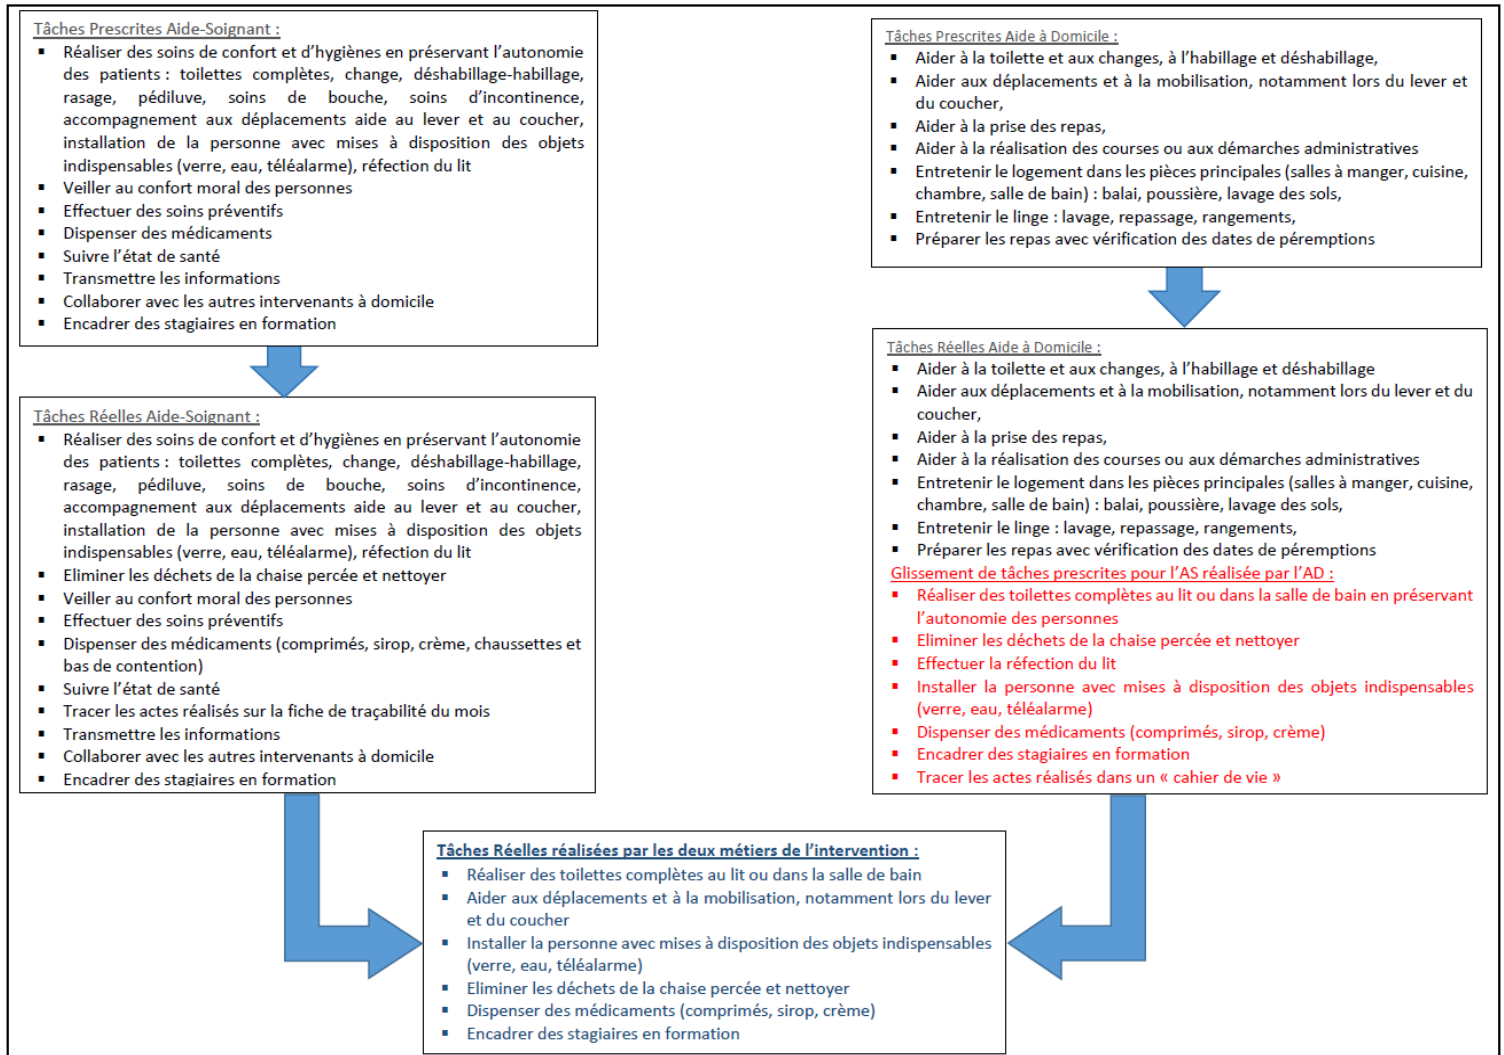 Tâches Prescrites Aide-Soignant :
▪ Réaliser des soins de confort et d’hygiènes en préservant l’autonomie
des patients : toilettes complètes, change, déshabillage-habillage,
rasage, pédiluve, soins de bouche, soins d’incontinence,
accompagnement aux déplacements aide au lever et au coucher,
installation de la personne avec mises à disposition des objets
indispensables (verre, eau, téléalarme), réfection du lit
▪ Veiller au confort moral des personnes
▪ Effectuer des soins préventifs
▪ Dispenser des médicaments
▪ Suivre l’état de santé
▪ Transmettre les informations
▪ Collaborer avec les autres intervenants à domicile
▪ Encadrer des stagiaires en formation
Tâches Prescrites Aide à Domicile :
▪ Aider à la toilette et aux changes, à l’habillage et déshabillage,
▪ Aider aux déplacements et à la mobilisation, notamment lors du lever et
du coucher,
▪ Aider à la prise des repas,
▪ Aider à la réalisation des courses ou aux démarches administratives
▪ Entretenir le logement dans les pièces principales (salles à manger, cuisine,
chambre, salle de bain) : balai, poussière, lavage des sols,
▪ Entretenir le linge : lavage, repassage, rangements,
▪ Préparer les repas avec vérification des dates de péremptions
Tâches Réelles Aide-Soignant :
▪ Réaliser des soins de confort et d’hygiènes en préservant l’autonomie
des patients : toilettes complètes, change, déshabillage-habillage,
rasage, pédiluve, soins de bouche, soins d’incontinence,
accompagnement aux déplacements aide au lever et au coucher,
installation de la personne avec mises à disposition des objets
indispensables (verre, eau, téléalarme), réfection du lit
▪ Eliminer les déchets de la chaise percée et nettoyer
▪ Veiller au confort moral des personnes
▪ Effectuer des soins préventifs
▪ Dispenser des médicaments (comprimés, sirop, crème, chaussettes et
bas de contention)
▪ Suivre l’état de santé
▪ Tracer les actes réalisés sur la fiche de traçabilité du mois
▪ Transmettre les informations
▪ Collaborer avec les autres intervenants à domicile
▪ Encadrer des stagiaires en formation
Tâches Réelles Aide à Domicile :
▪ Aider à la toilette et aux changes, à l’habillage et déshabillage
▪ Aider aux déplacements et à la mobilisation, notamment lors du lever et du
coucher,
▪ Aider à la prise des repas,
▪ Aider à la réalisation des courses ou aux démarches administratives
▪ Entretenir le logement dans les pièces principales (salles à manger, cuisine,
chambre, salle de bain) : balai, poussière, lavage des sols,
▪ Entretenir le linge : lavage, repassage, rangements,
▪ Préparer les repas avec vérification des dates de péremptions
Glissement de tâches prescrites pour l’AS réalisée par l’AD :
▪ Réaliser des toilettes complètes au lit ou dans la salle de bain en préservant
l’autonomie des personnes
▪ Eliminer les déchets de la chaise percée et nettoyer
▪ Effectuer la réfection du lit
▪ Installer la personne avec mises à disposition des objets indispensables
(verre, eau, téléalarme)
▪ Dispenser des médicaments (comprimés, sirop, crème)
▪ Encadrer des stagiaires en formation
▪ Tracer les actes réalisés dans un « cahier de vie »
Tâches Réelles réalisées par les deux métiers de l’intervention :
▪ Réaliser des toilettes complètes au lit ou dans la salle de bain
▪ Aider aux déplacements et à la mobilisation, notamment lors du lever
et du coucher
▪ Installer la personne avec mises à disposition des objets indispensables
(verre, eau, téléalarme)
▪ Eliminer les déchets de la chaise percée et nettoyer
▪ Dispenser des médicaments (comprimés, sirop, crème)
▪ Encadrer des stagiaires en formation